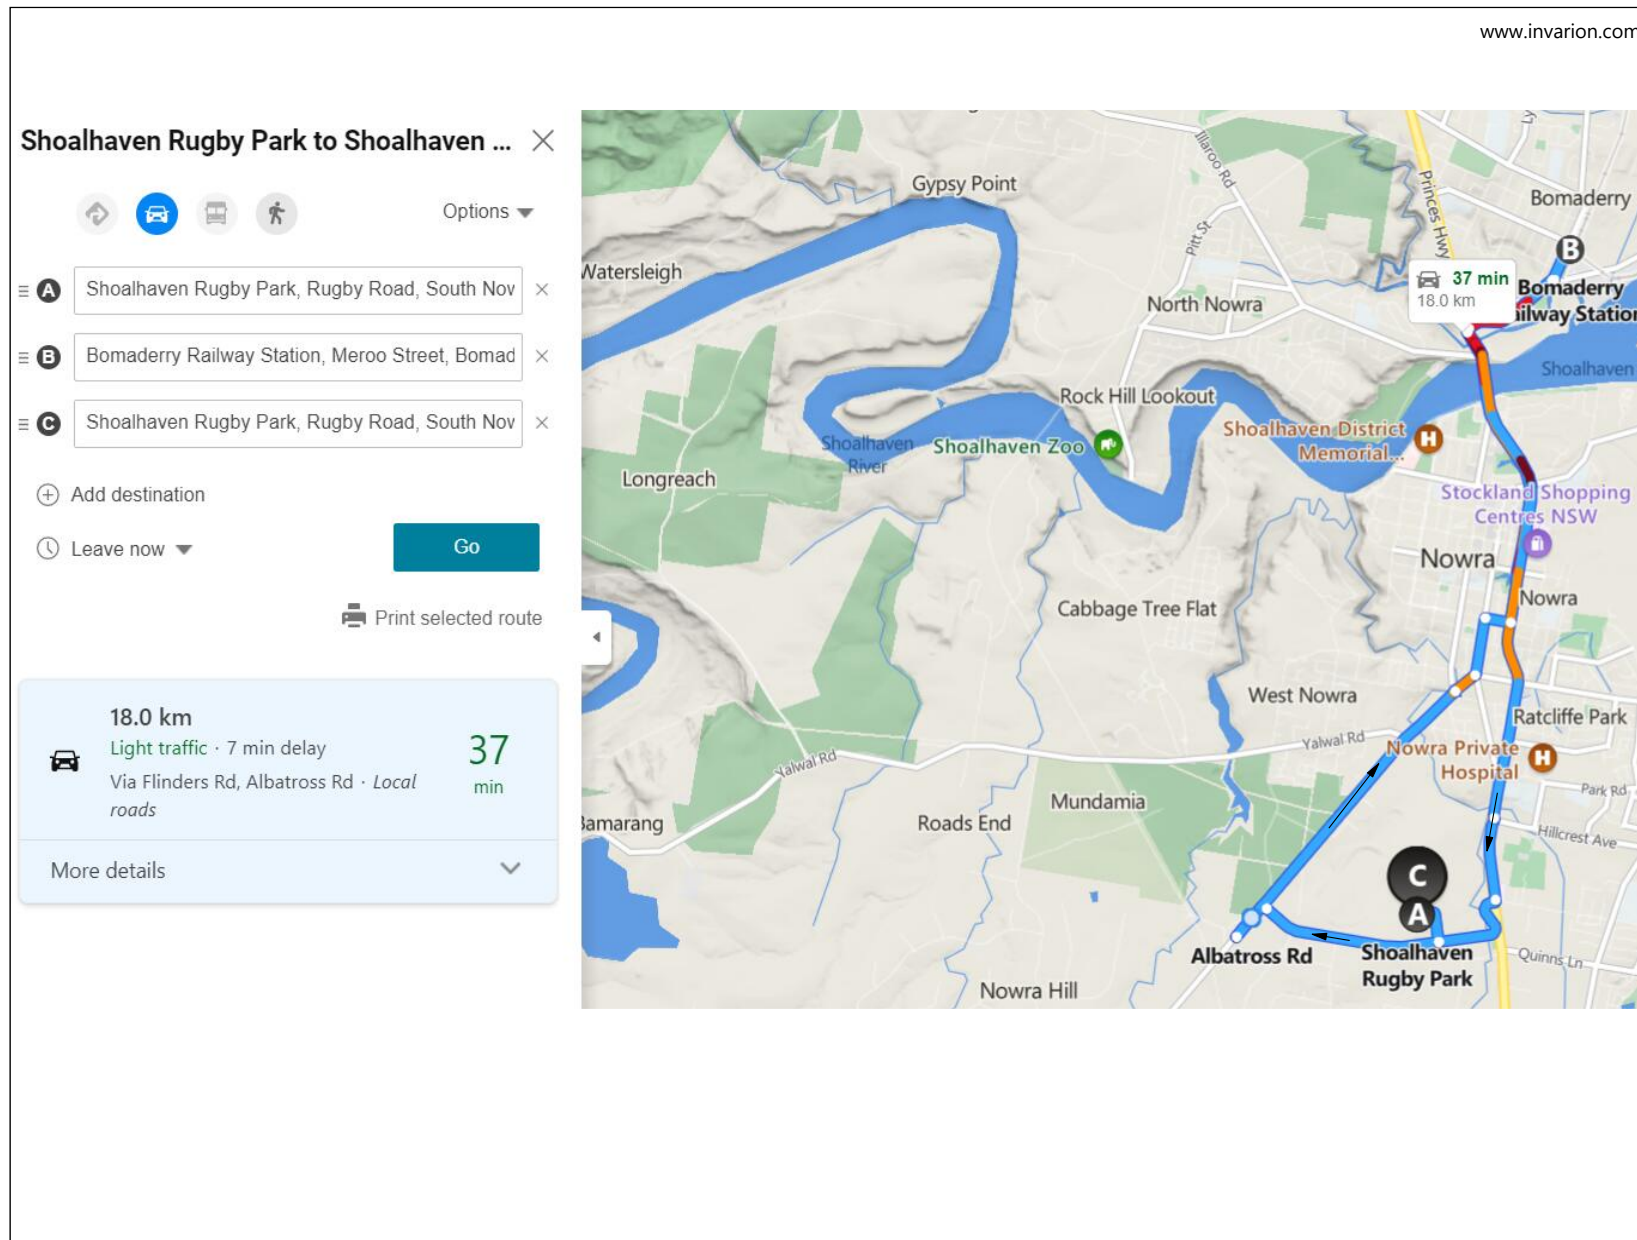 www.invarion.com
Shoalhaven Rugby Park to Shoalhaven ...
Options
A
Shoalhaven Rugby Park, Rugby Road, South Nov
B
Bomaderry Railway Station, Meroo Street, Bomad
C
Shoalhaven Rugby Park, Rugby Road, South Nov
Add destination
Leave now
Go
Print selected route
18.0 km
Light traffic · 7 min delay
37
min
Via Flinders Rd, Albatross Rd · Local
roads
More details
Illaroo Rd
Gypsy Point
Princes Hwy
Bomaderry
Pitt St
B
Watersleigh
37 min
18.0 km
Bomaderry
ailway Station
North Nowra
Shoalhaven
Rock Hill Lookout
Shoalhaven District
Memorial...
H
Shoalhaven
River
Shoalhaven Zoo
Longreach
Stockland Shopping
Centres NSW
Nowra
Nowra
Cabbage Tree Flat
West Nowra
Ratcliffe Park
Yalwal Rd
Yalwal Rd
Nowra Private
Hospital
H
Park Rd
Mundamia
Bamarang
Roads End
Hillcrest Ave
C
A
Albatross Rd
Shoalhaven
Rugby Park
Quinns Ln
Nowra Hill